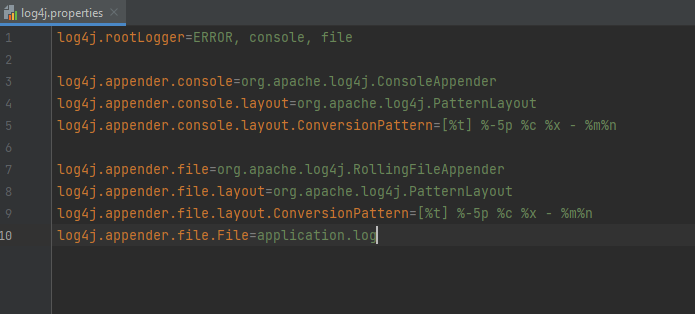 log4j.properties
1 log4j.rootLogger=ERROR, console, file
2
3 log4j.appender.console=org.apache.log4j.ConsoleAppender
4 log4j.appender.console.layout=org.apache.log4j.PatternLayout
5 log4j.appender.console.layout.ConversionPattern=[%t] %-5p %c %x - %m%n
6
7 log4j.appender.file=org.apache.log4j.RollingFileAppender
8 log4j.appender.file.layout=org.apache.log4j.PatternLayout
9 log4j.appender.file.layout.ConversionPattern=[%t] %-5p %c %x - %m%n
10 log4j.appender.file.File=application.log